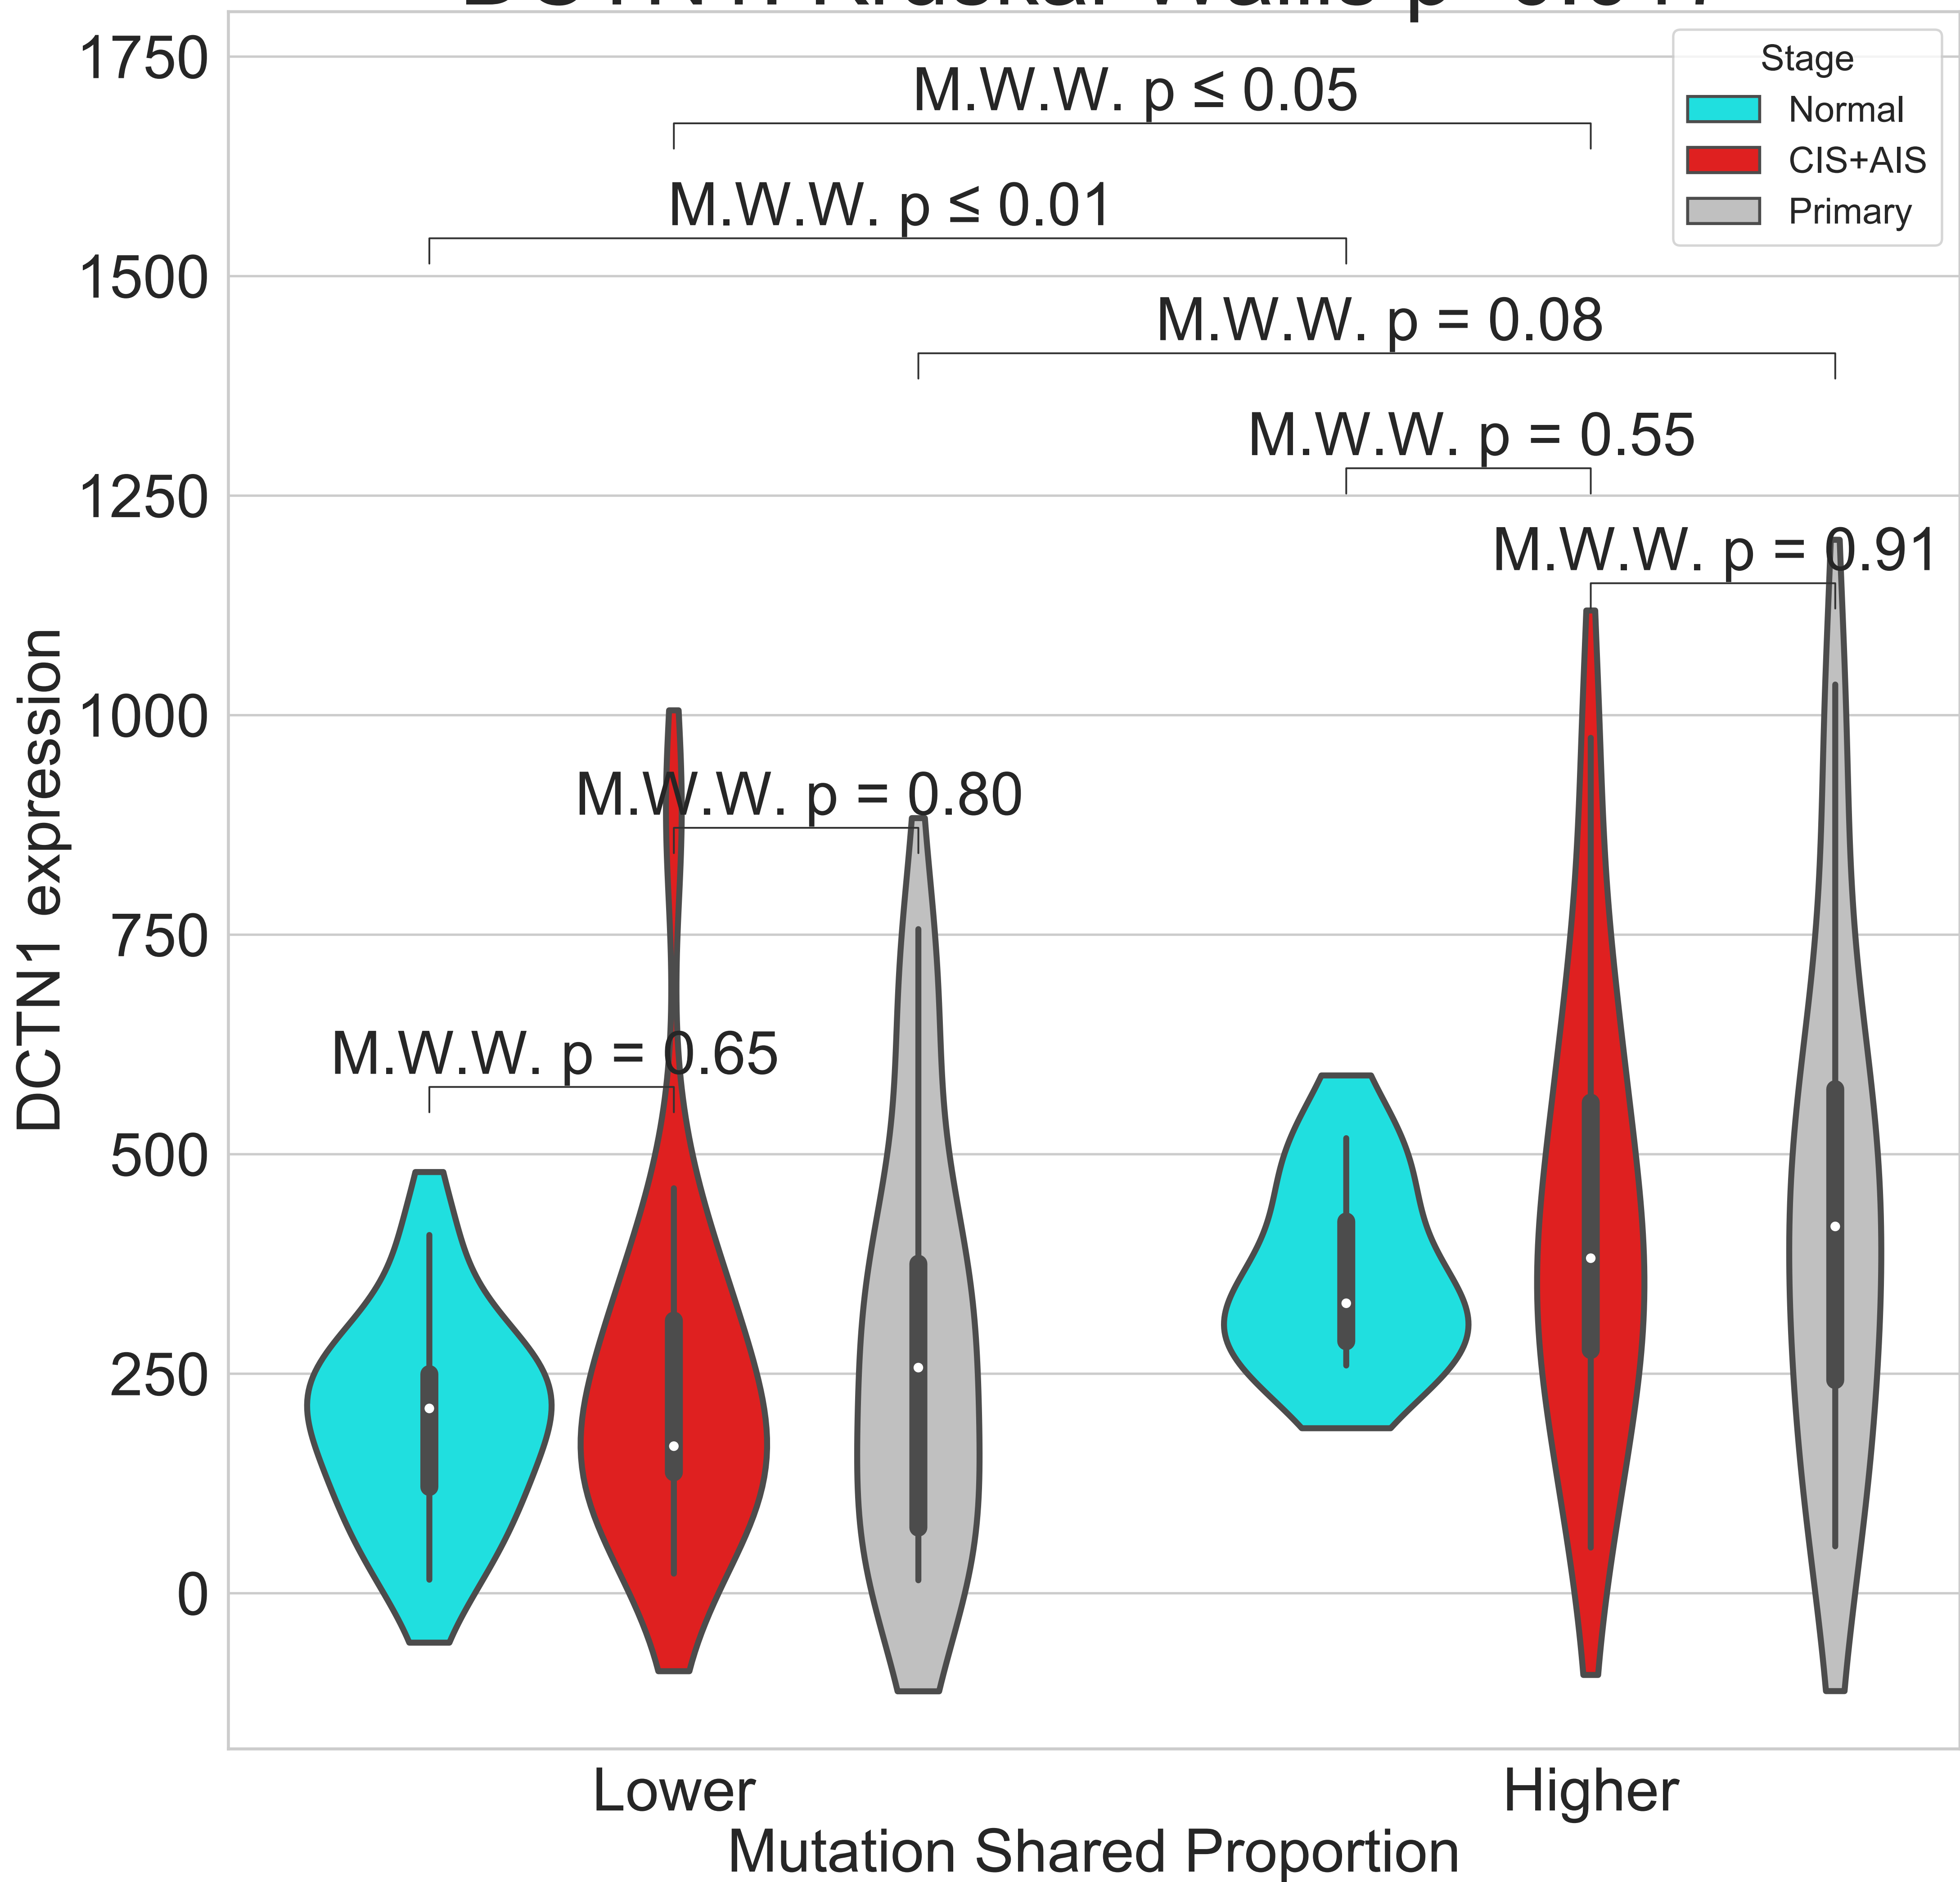 1750
M.W.W. p ≤ 0.05
Stage
Normal
CIS+AIS
Primary
M.W.W. p ≤ 0.01
1500
M.W.W. p = 0.08
M.W.W. p = 0.55
1250
M.W.W. p = 0.91
1000
M.W.W. p = 0.80
750
M.W.W. p = 0.65
500
250
0
DCTN1 expression
Lower
Higher
Mutation Shared Proportion